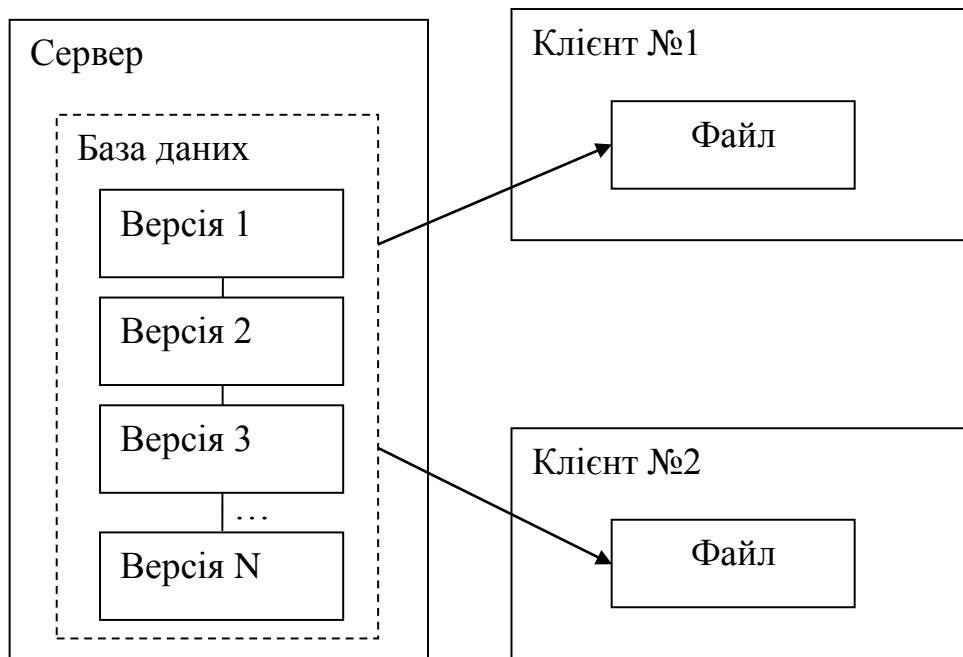 Сервер
База даних
Версія 1
Версія 2
Версія 3
…
Версія N
Клієнт №1
Файл
Клієнт №2
Файл